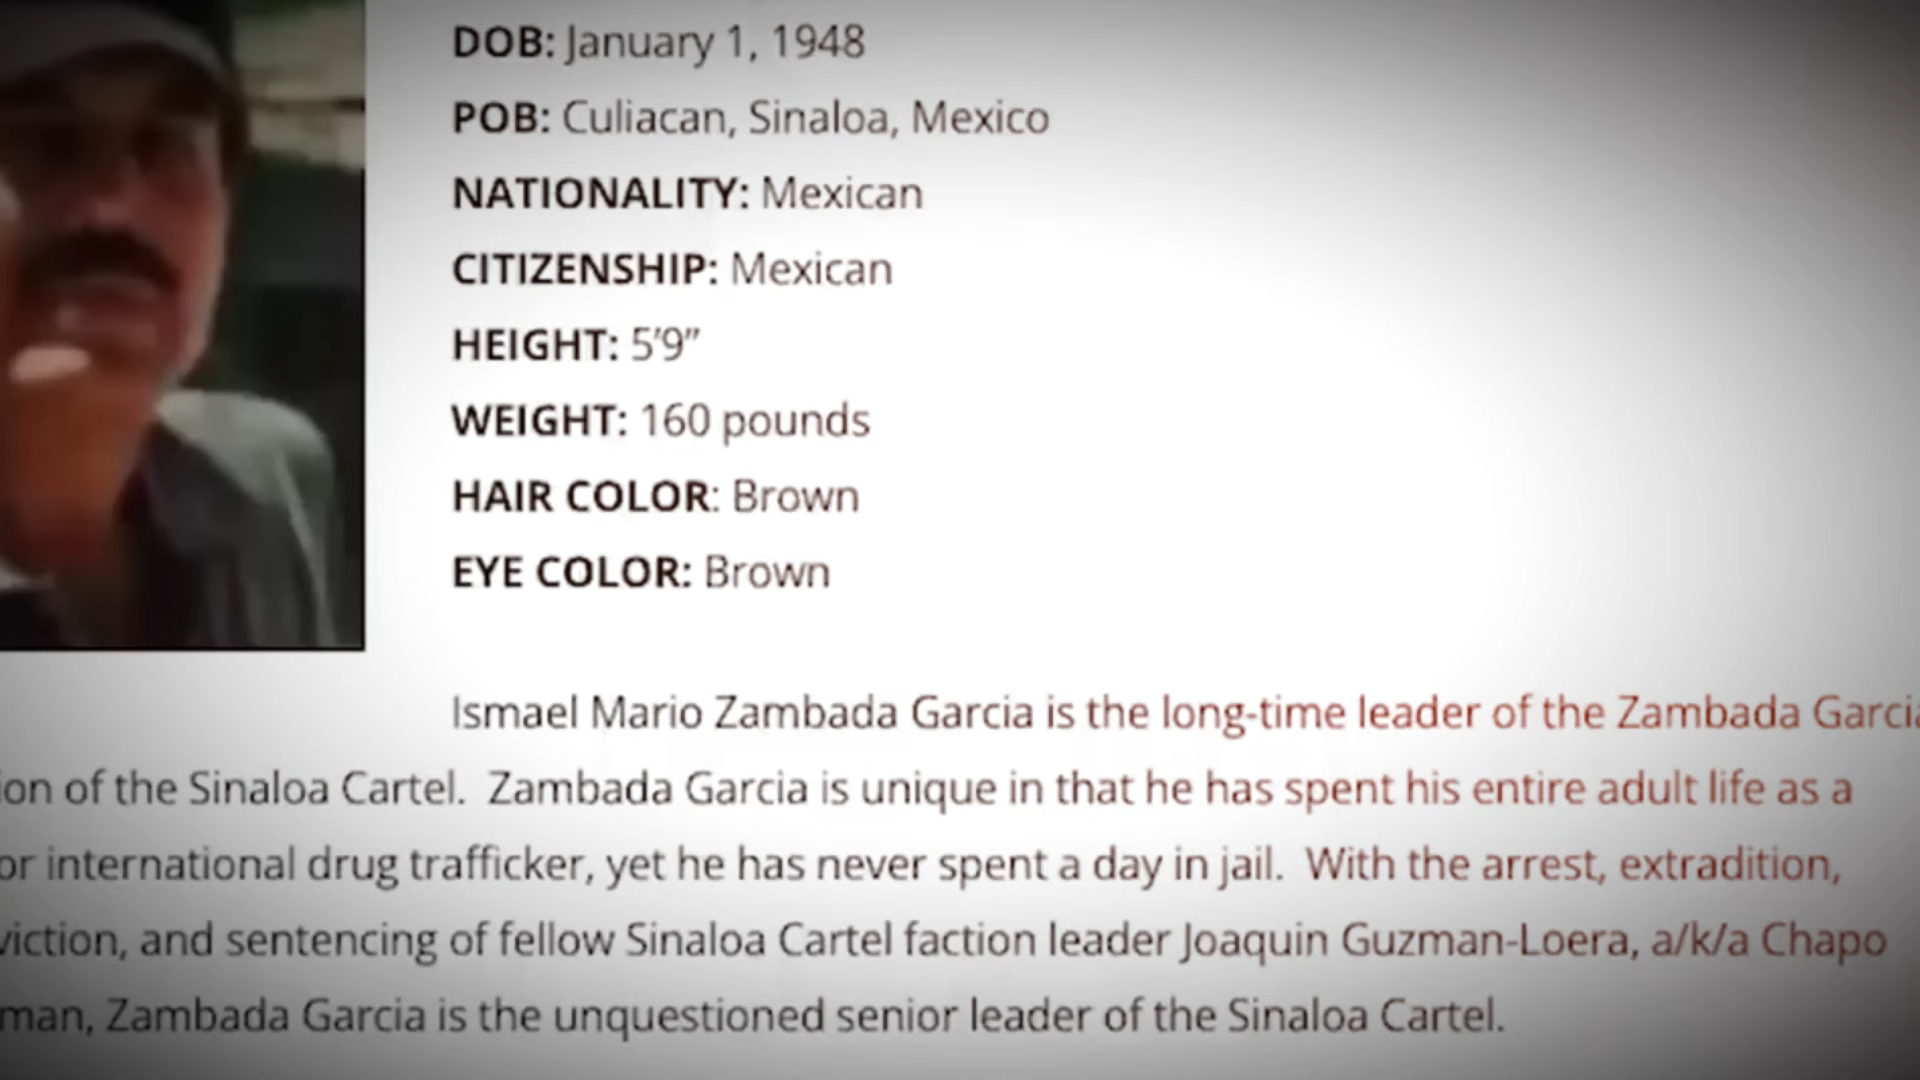 DOB: January 1, 1948
POB: Culiacan, Sinaloa, Mexico
NATIONALITY: Mexican
CITIZENSHIP: Mexican
HEIGHT: 5'9”
WEIGHT: 160 pounds
HAIR COLOR: Brown
EYE COLOR: Brown
Ismael Mario Zambada Garcia is the long-time leader of the Zambada Garcia
ion of the Sinaloa Cartel. Zambada Garcia is unique in that he has spent his entire adult life as a
or international drug trafficker, yet he has never spent a day in jail. With the arrest, extradition,
viction, and sentencing of fellow Sinaloa Cartel faction leader Joaquin Guzman-Loera, a/k/a Chapo
man, Zambada Garcia is the unquestioned senior leader of the Sinaloa Cartel.